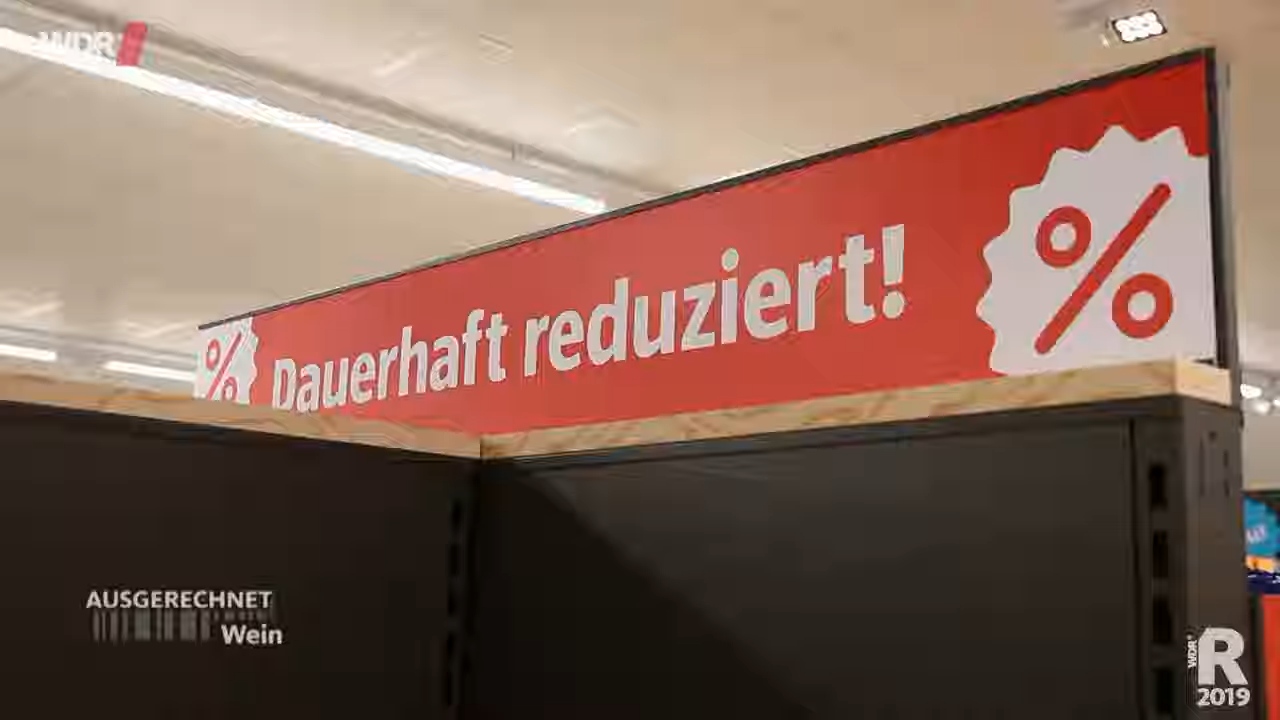 WDR
% Dauerhaft reduziert! %
AUSGERECHNET
Wein
WDR R
2019